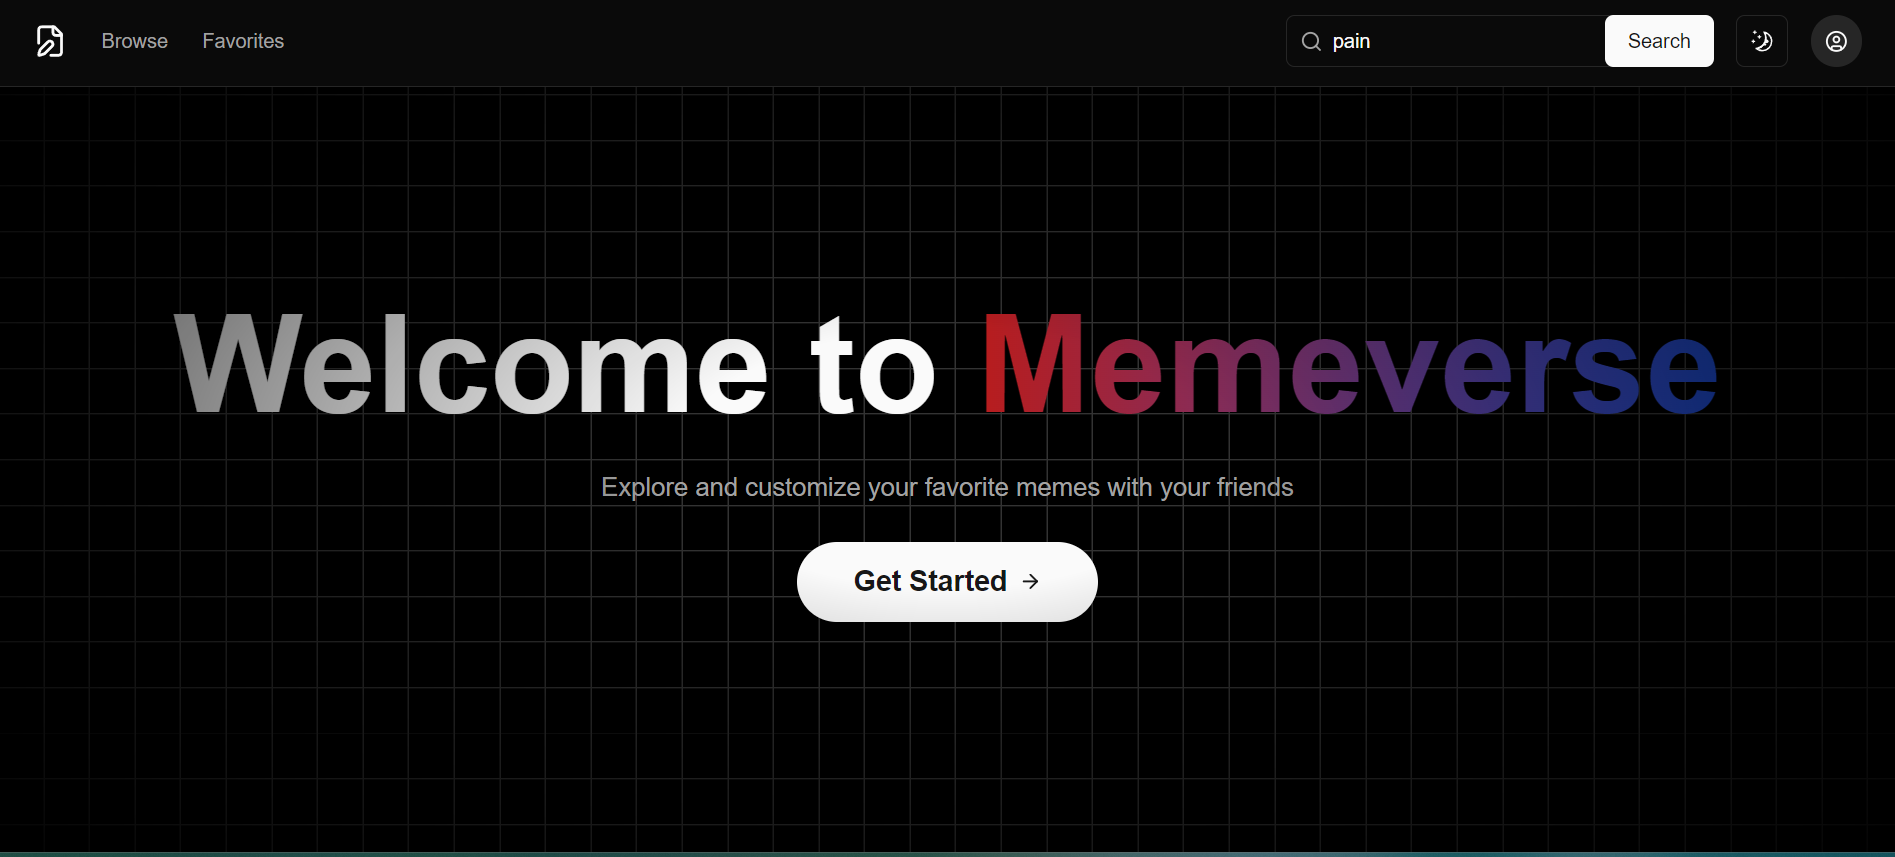 Browse
Favorites
pain
Search
Welcome to Memeverse
Explore and customize your favorite memes with your friends
Get Started